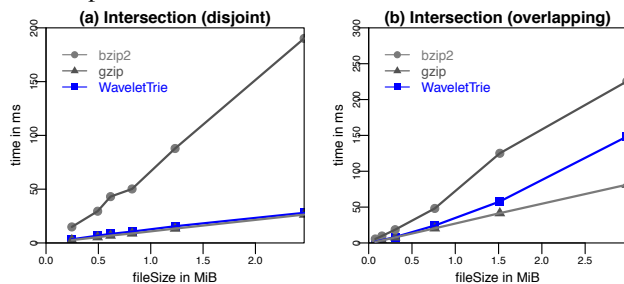 (a) Intersection (disjoint)
time in ms
200
150
100
50
0
bzip2
gzip
WaveletTrie
0.0 0.5 1.0 1.5 2.0
fileSize in MiB
(b) Intersection (overlapping)
time in ms
300
250
200
150
100
50
0
bzip2
gzip
WaveletTrie
0.0 0.5 1.0 1.5 2.0 2.5
fileSize in MiB